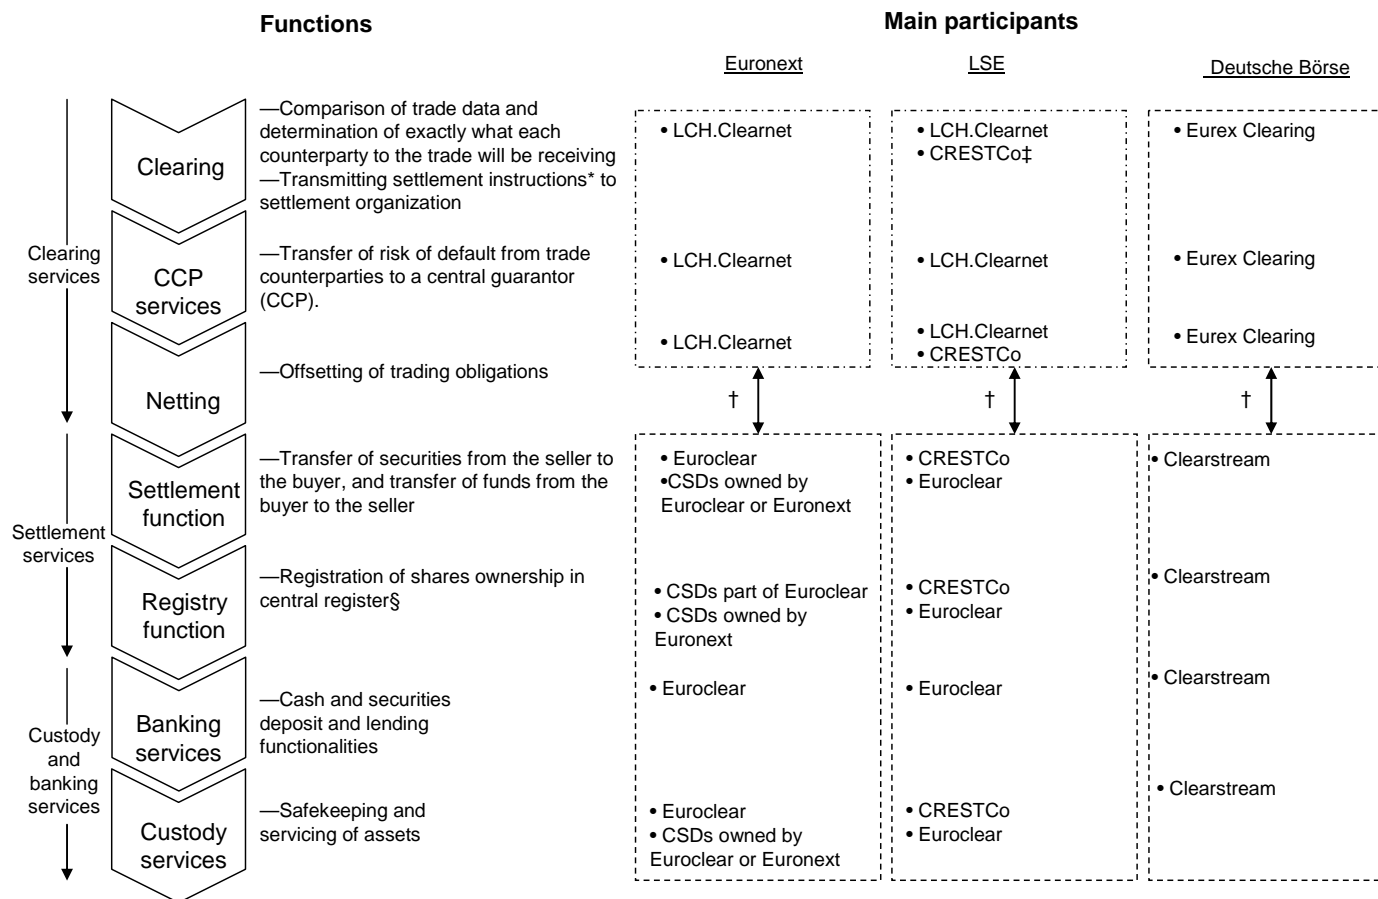 Functions
Main participants
Euronext
LSE
Deutsche Börse
Clearing
services
Settlement
services
Custody
and
banking
services
Clearing
—Comparison of trade data and
determination of exactly what each
counterparty to the trade will be receiving
—Transmitting settlement instructions* to
settlement organization
• LCH.Clearnet
• LCH.Clearnet
• CRESTCo‡
• Eurex Clearing
CCP
services
—Transfer of risk of default from trade
counterparties to a central guarantor
(CCP).
• LCH.Clearnet
• LCH.Clearnet
• Eurex Clearing
Netting
—Offsetting of trading obligations
• LCH.Clearnet
• LCH.Clearnet
• CRESTCo
• Eurex Clearing
†
†
†
Settlement
function
—Transfer of securities from the seller to
the buyer, and transfer of funds from the
buyer to the seller
• Euroclear
•CSDs owned by
Euroclear or Euronext
• CRESTCo
• Euroclear
• Clearstream
Registry
function
—Registration of shares ownership in
central register§
• CSDs part of Euroclear
• CSDs owned by
Euronext
• CRESTCo
• Euroclear
• Clearstream
Banking
services
—Cash and securities
deposit and lending
functionalities
• Euroclear
• Euroclear
• Clearstream
Custody
services
—Safekeeping and
servicing of assets
• Euroclear
• CSDs owned by
Euroclear or Euronext
• CRESTCo
• Euroclear
• Clearstream